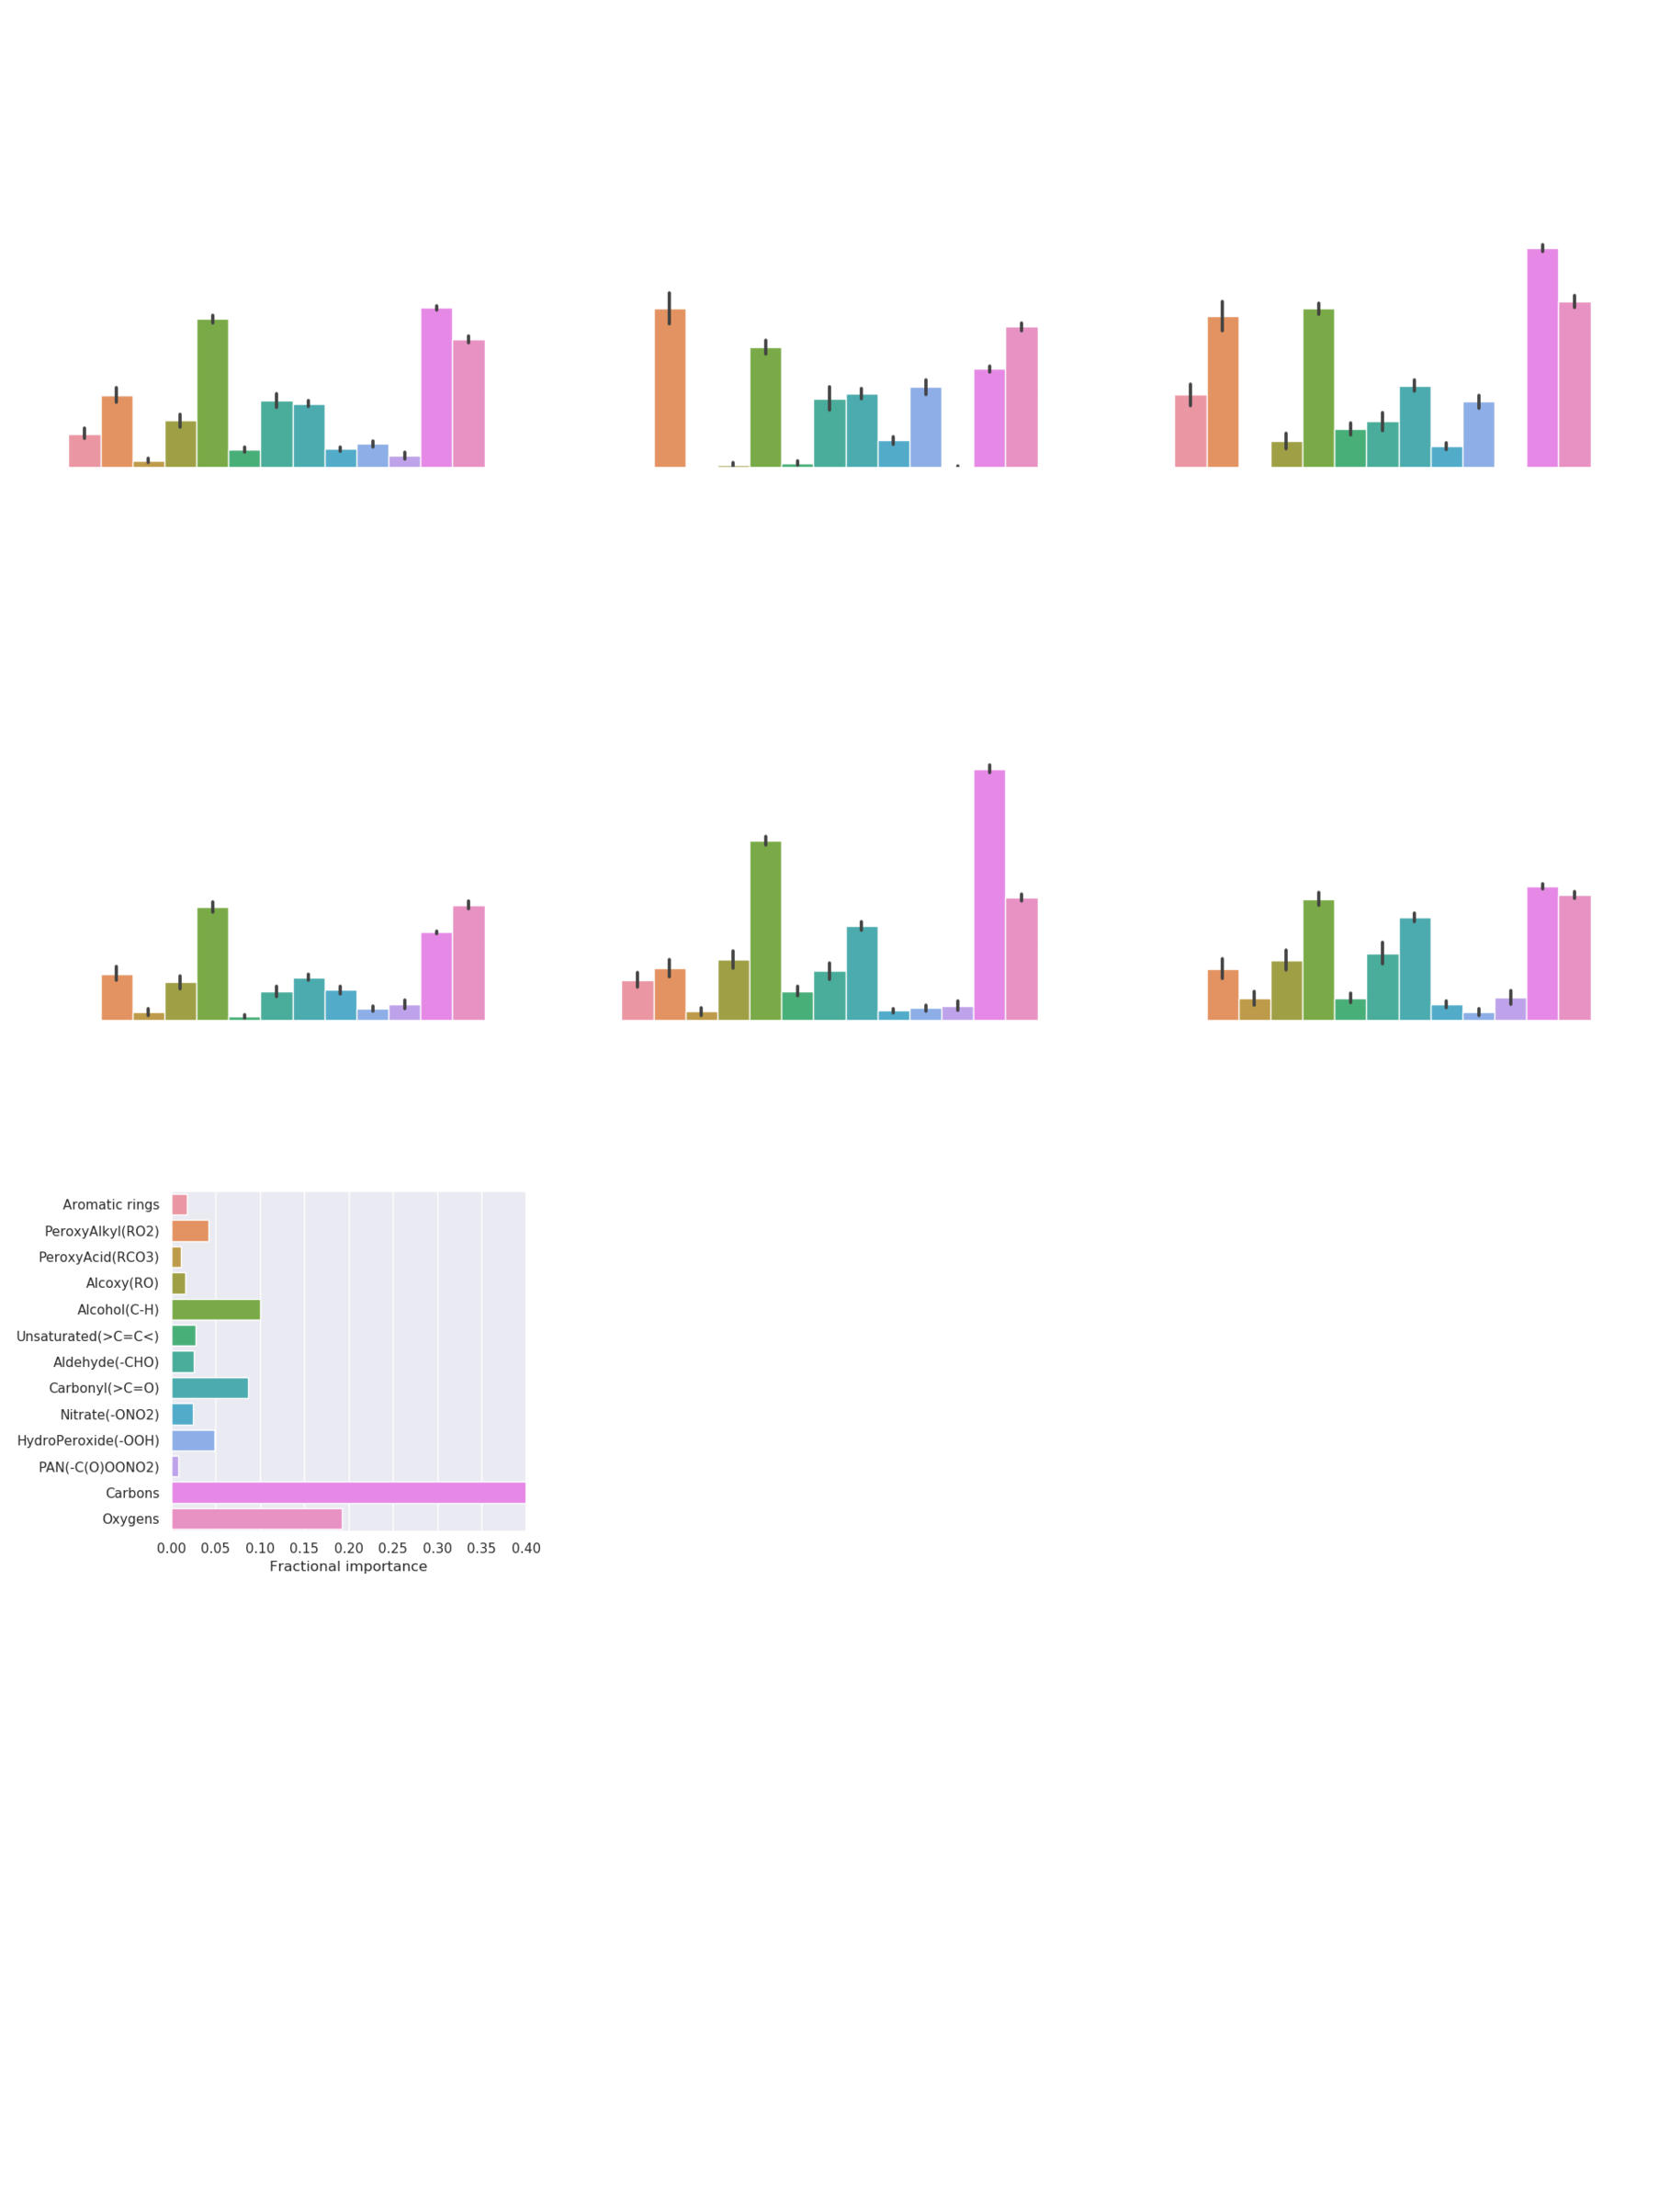 Aromatic rings
PeroxyAlkyl(RO2)
PeroxyAcid(RCO3)
Alcoxy(RO)
Alcohol(C-H)
Unsaturated(>C=C<)
Aldehyde(-CHO)
Carbonyl(>C=O)
Nitrate(-ONO2)
HydroPeroxide(-OOH)
PAN(-C(O)OONO2)
Carbons
Oxygens
0.00 0.05 0.10 0.15 0.20 0.25 0.30 0.35 0.40
Fractional importance